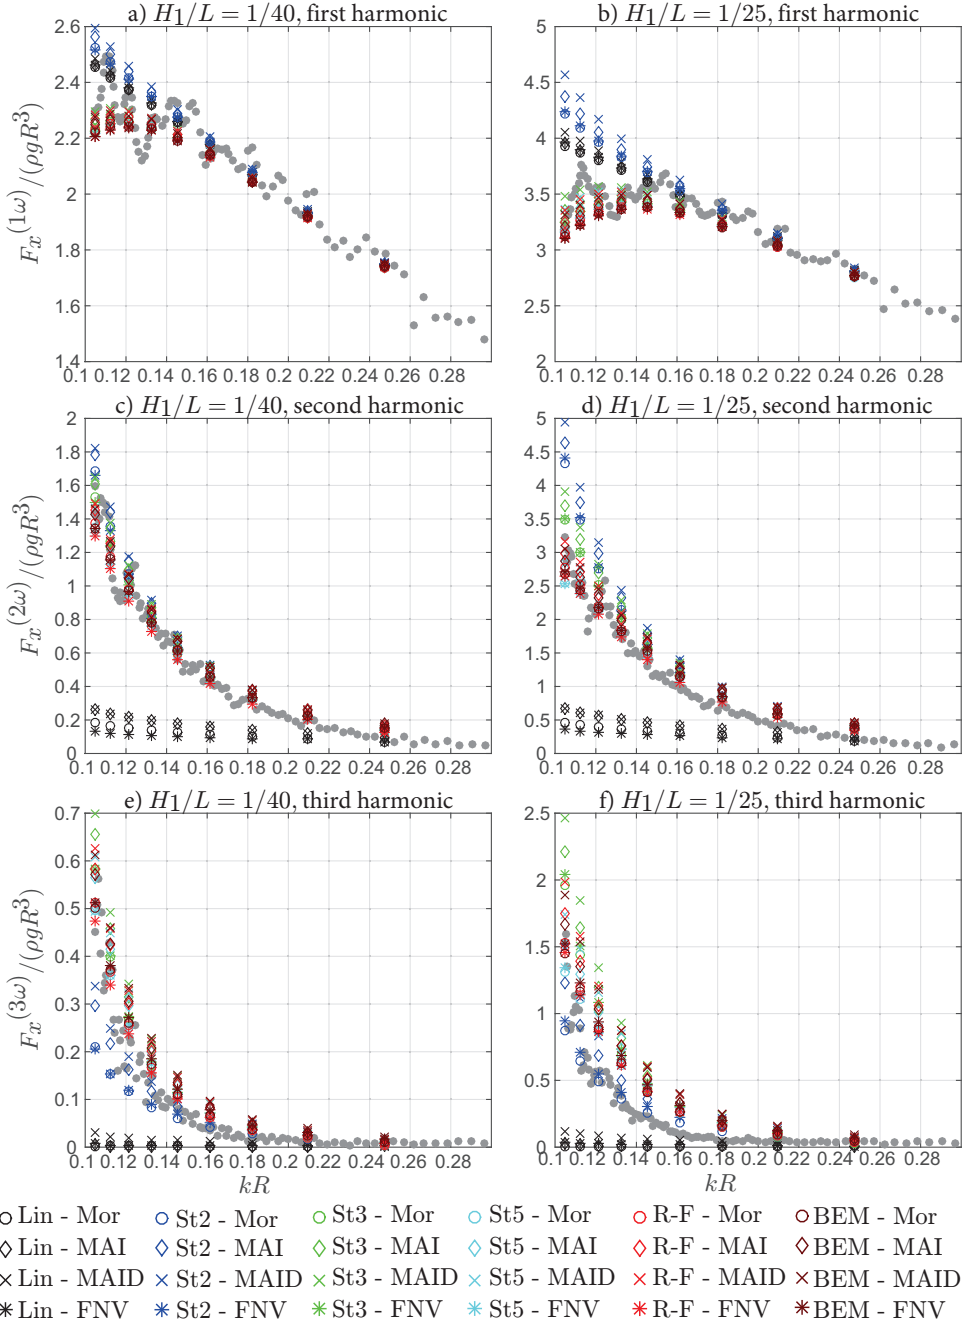 a) H1/L = 1/40, first harmonic
b) H1/L = 1/25, first harmonic
Fx(1ω)/(ρgR3)
2.6
2.4
2.2
2
1.8
1.6
1.4
0.1 0.12 0.14 0.16 0.18 0.2 0.22 0.24 0.26 0.28
5
4.5
4
3.5
3
2.5
2
0.1 0.12 0.14 0.16 0.18 0.2 0.22 0.24 0.26 0.28
c) H1/L = 1/40, second harmonic
d) H1/L = 1/25, second harmonic
Fx(2ω)/(ρgR3)
2
1.8
1.6
1.4
1.2
1
0.8
0.6
0.4
0.2
0
0.1 0.12 0.14 0.16 0.18 0.2 0.22 0.24 0.26 0.28
5
4.5
4
3.5
3
2.5
2
1.5
1
0.5
0
0.1 0.12 0.14 0.16 0.18 0.2 0.22 0.24 0.26 0.28
e) H1/L = 1/40, third harmonic
f) H1/L = 1/25, third harmonic
Fx(3ω)/(ρgR3)
0.7
0.6
0.5
0.4
0.3
0.2
0.1
0
0.1 0.12 0.14 0.16 0.18 0.2 0.22 0.24 0.26 0.28
kR
2.5
2
1.5
1
0.5
0
0.1 0.12 0.14 0.16 0.18 0.2 0.22 0.24 0.26 0.28
kR
Lin - Mor St2 - Mor St3 - Mor St5 - Mor R-F - Mor BEM - Mor
Lin - MAI St2 - MAI St3 - MAI St5 - MAI R-F - MAI BEM - MAI
Lin - MAID St2 - MAID St3 - MAID St5 - MAID R-F - MAID BEM - MAID
Lin - FNV St2 - FNV St3 - FNV St5 - FNV R-F - FNV BEM - FNV